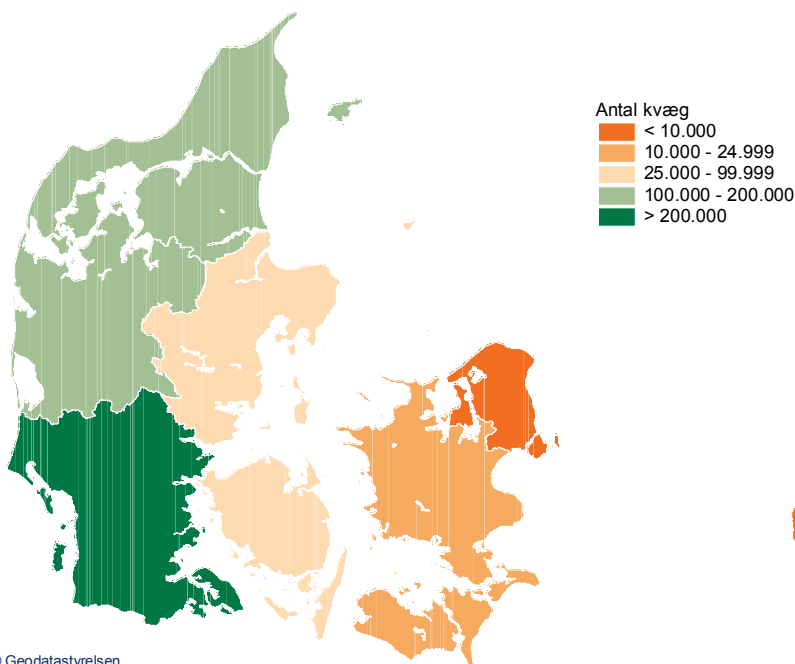 Antal kvæg
< 10.000
10.000 - 24.999
25.000 - 99.999
100.000 - 200.000
> 200.000
© Geodatastyrelsen